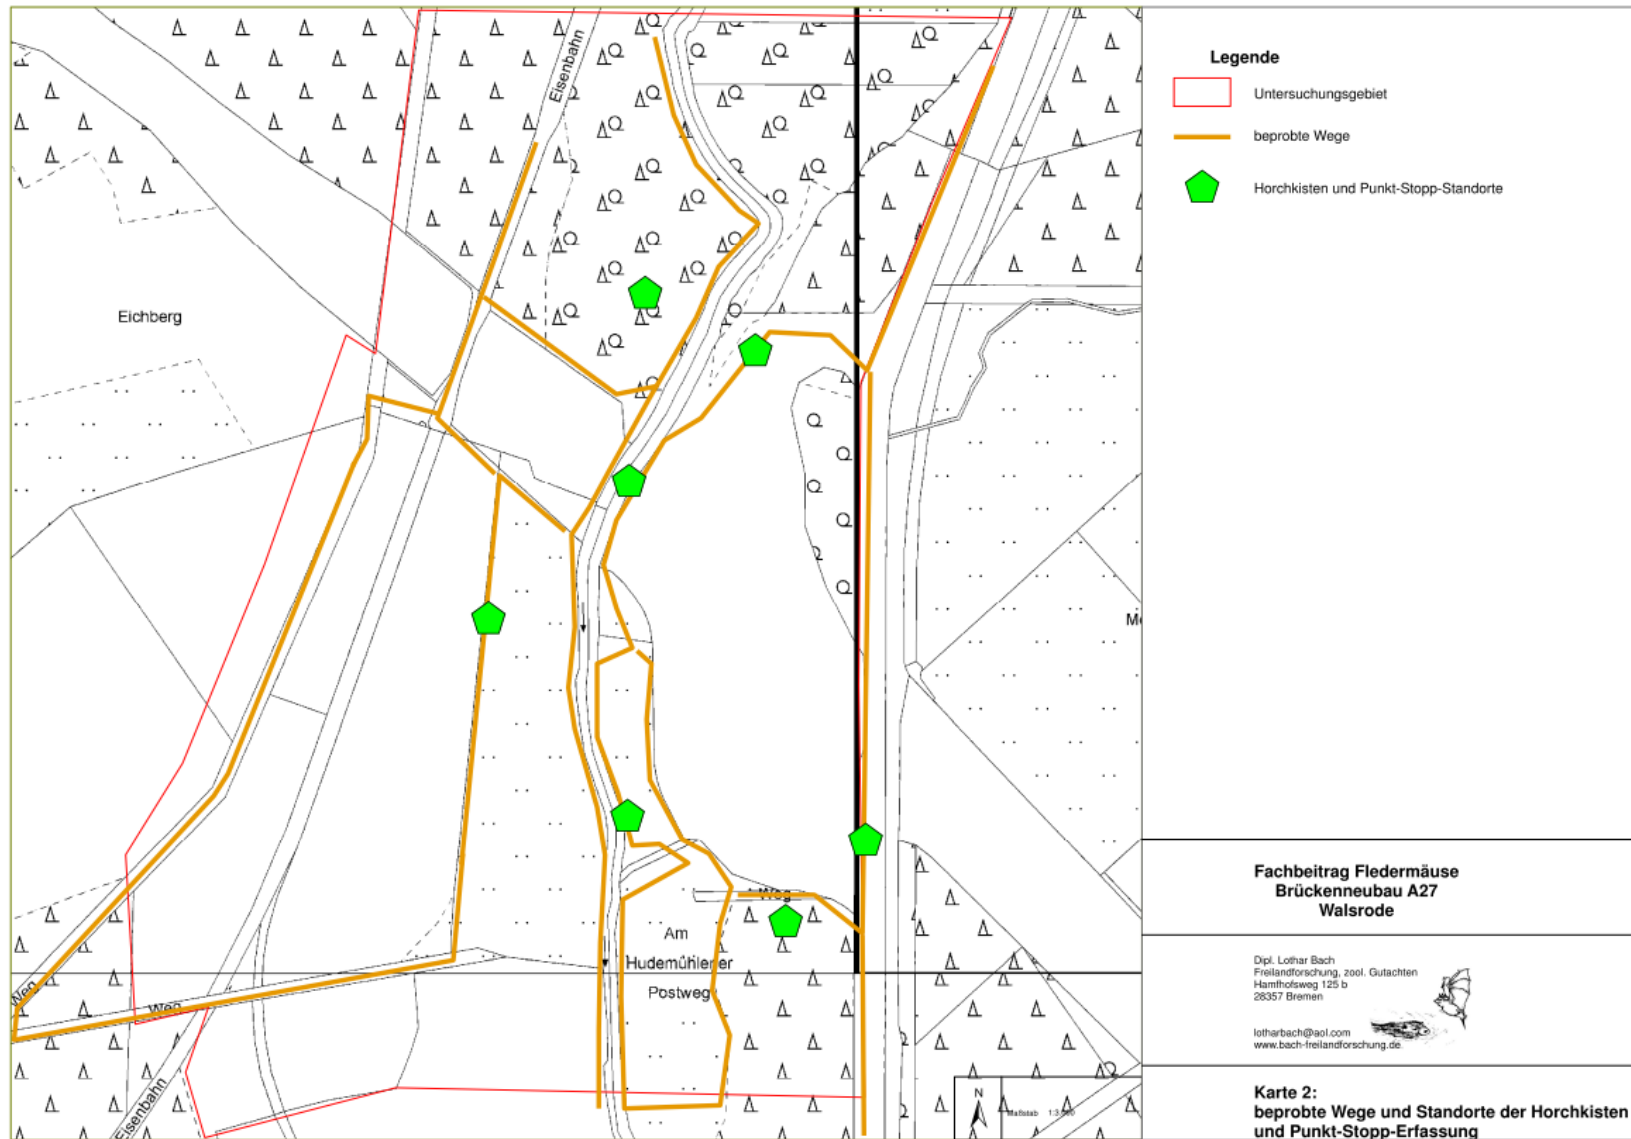 Eisenbahn
Eichberg
Weg
Weg
Eisenbahn
Weg
Am
Hudemühlener
Postweg
N
Maßstab
Legende
Untersuchungsgebiet
beprobte Wege
Horchkisten und Punkt-Stopp-Standorte
Fachbeitrag Fledermäuse
Brückenneubau A27
Walsrode
Dipl. Lothar Bach
Freilandforschung, zool. Gutachten
Hamfhofsweg 125 b
28357 Bremen
lotharbach@aol.com
www.bach-freilandforschung.de
Karte 2:
beprobte Wege und Standorte der Horchkisten
und Punkt-Stopp-Erfassung